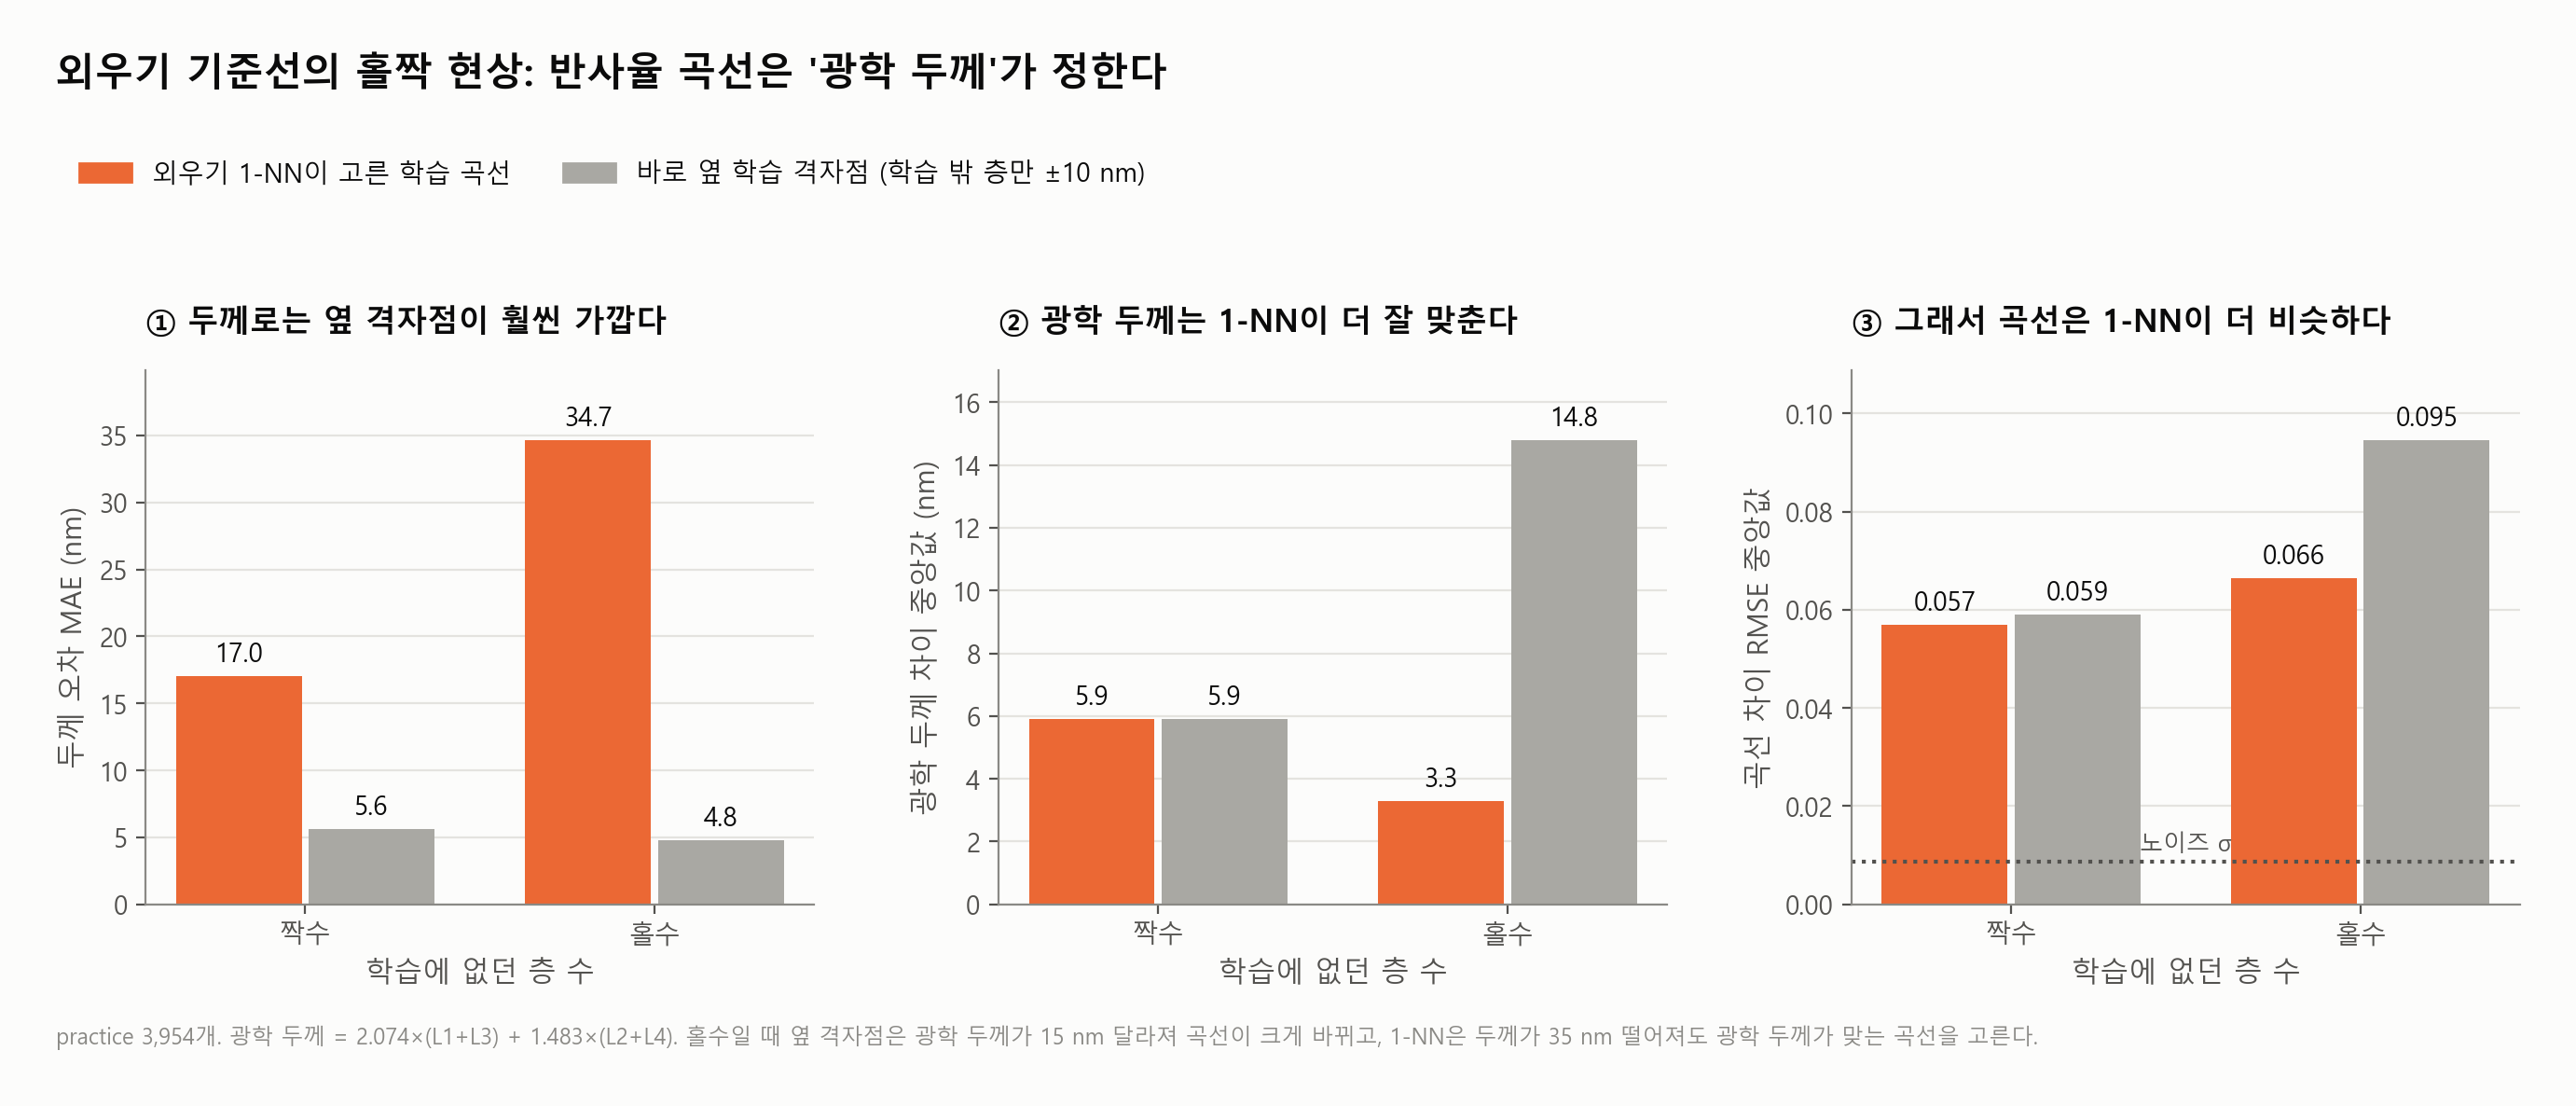 외우기 기준선의 홀짝 현상: 반사율 곡선은 '광학 두께'가 정한다
외우기 1-NN이 고른 학습 곡선
바로 옆 학습 격자점 (학습 밖 층만 ±10 nm)
① 두께로는 옆 격자점이 훨씬 가깝다
두께 오차 MAE (nm)
35
30
25
20
15
10
5
0
17.0
5.6
34.7
4.8
짝수
홀수
학습에 없던 층 수
② 광학 두께는 1-NN이 더 잘 맞춘다
광학 두께 차이 중앙값 (nm)
16
14
12
10
8
6
4
2
0
5.9
5.9
3.3
14.8
짝수
홀수
학습에 없던 층 수
③ 그래서 곡선은 1-NN이 더 비슷하다
곡선 차이 RMSE 중앙값
0.10
0.08
0.06
0.04
0.02
0.00
0.057
0.059
0.066
0.095
노이즈 σ
짝수
홀수
학습에 없던 층 수
practice 3,954개. 광학 두께 = 2.074×(L1+L3) + 1.483×(L2+L4). 홀수일 때 옆 격자점은 광학 두께가 15 nm 달라져 곡선이 크게 바뀌고, 1-NN은 두께가 35 nm 떨어져도 광학 두께가 맞는 곡선을 고른다.